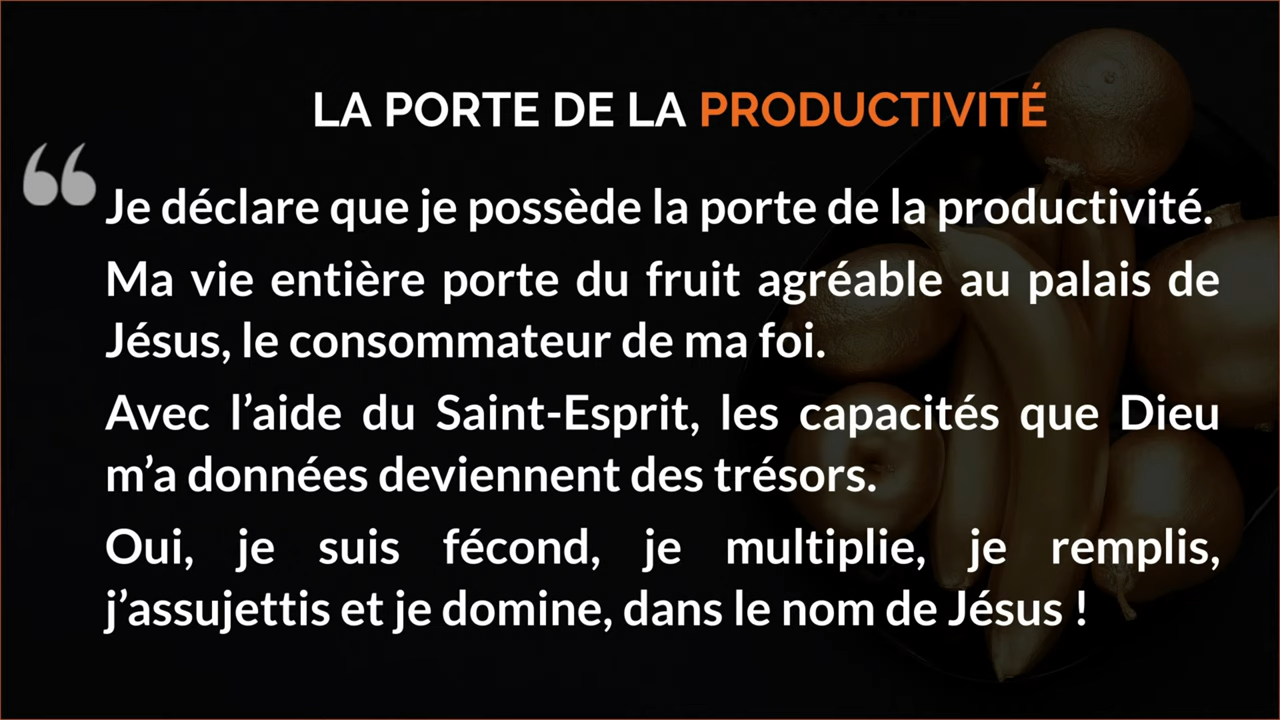 LA PORTE DE LA PRODUCTIVITÉ
“ Je déclare que je possède la porte de la productivité.
Ma vie entière porte du fruit agréable au palais de
Jésus, le consommateur de ma foi.
Avec l’aide du Saint-Esprit, les capacités que Dieu
m’a données deviennent des trésors.
Oui, je suis fécond, je multiplie, je remplis,
j’assujettis et je domine, dans le nom de Jésus !